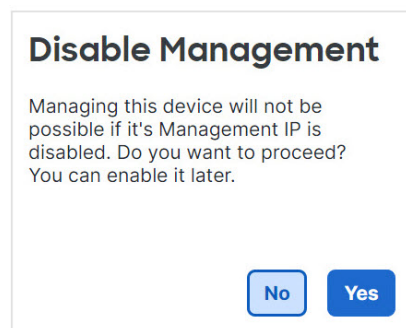 Disable Management
Managing this device will not be
possible if it's Management IP is
disabled. Do you want to proceed?
You can enable it later.
No
Yes